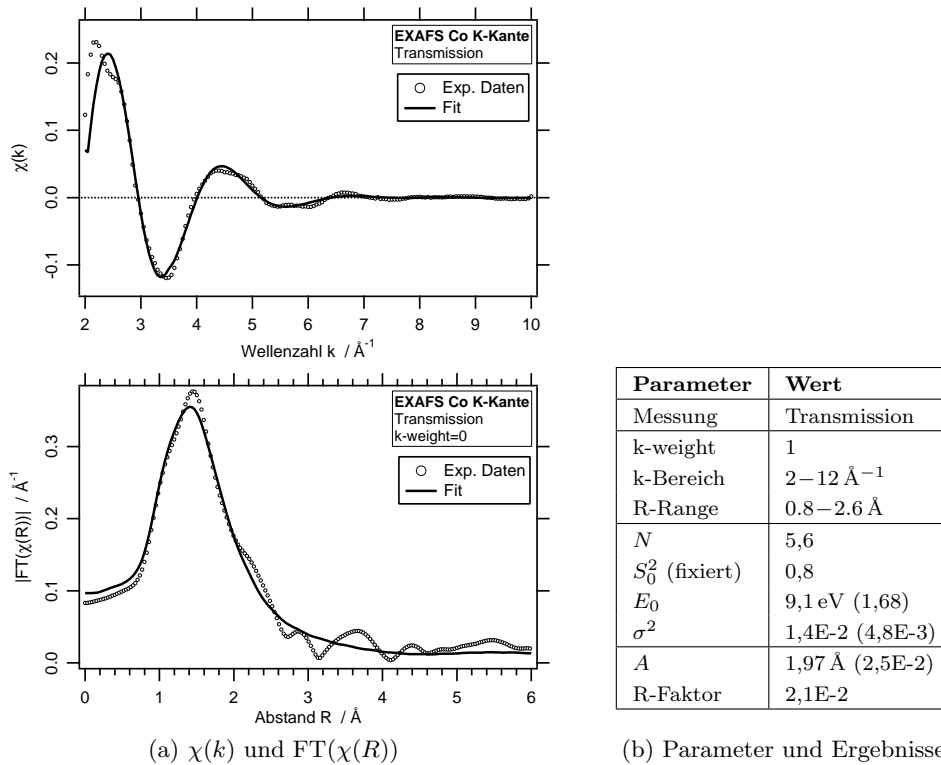 EXAFS Co K-Kante
Transmission
Exp. Daten
Fit
χ(k)
0.2
0.1
0.0
-0.1
2 3 4 5 6 7 8 9 10
Wellenzahl k / Å⁻¹
EXAFS Co K-Kante
Transmission
k-weight=0
Exp. Daten
Fit
|FT(χ(R))| / Å⁻¹
0.3
0.2
0.1
0.0
0 1 2 3 4 5 6
Abstand R / Å
(a) χ(k) und FT(χ(R))
Parameter Wert
Messung Transmission
k-weight 1
k-Bereich 2–12 Å⁻¹
R-Range 0.8–2.6 Å
N 5,6
S₀² (fixiert) 0,8
E₀ 9,1 eV (1,68)
σ² 1,4E-2 (4,8E-3)
A 1,97 Å (2,5E-2)
R-Faktor 2,1E-2
(b) Parameter und Ergebnisse